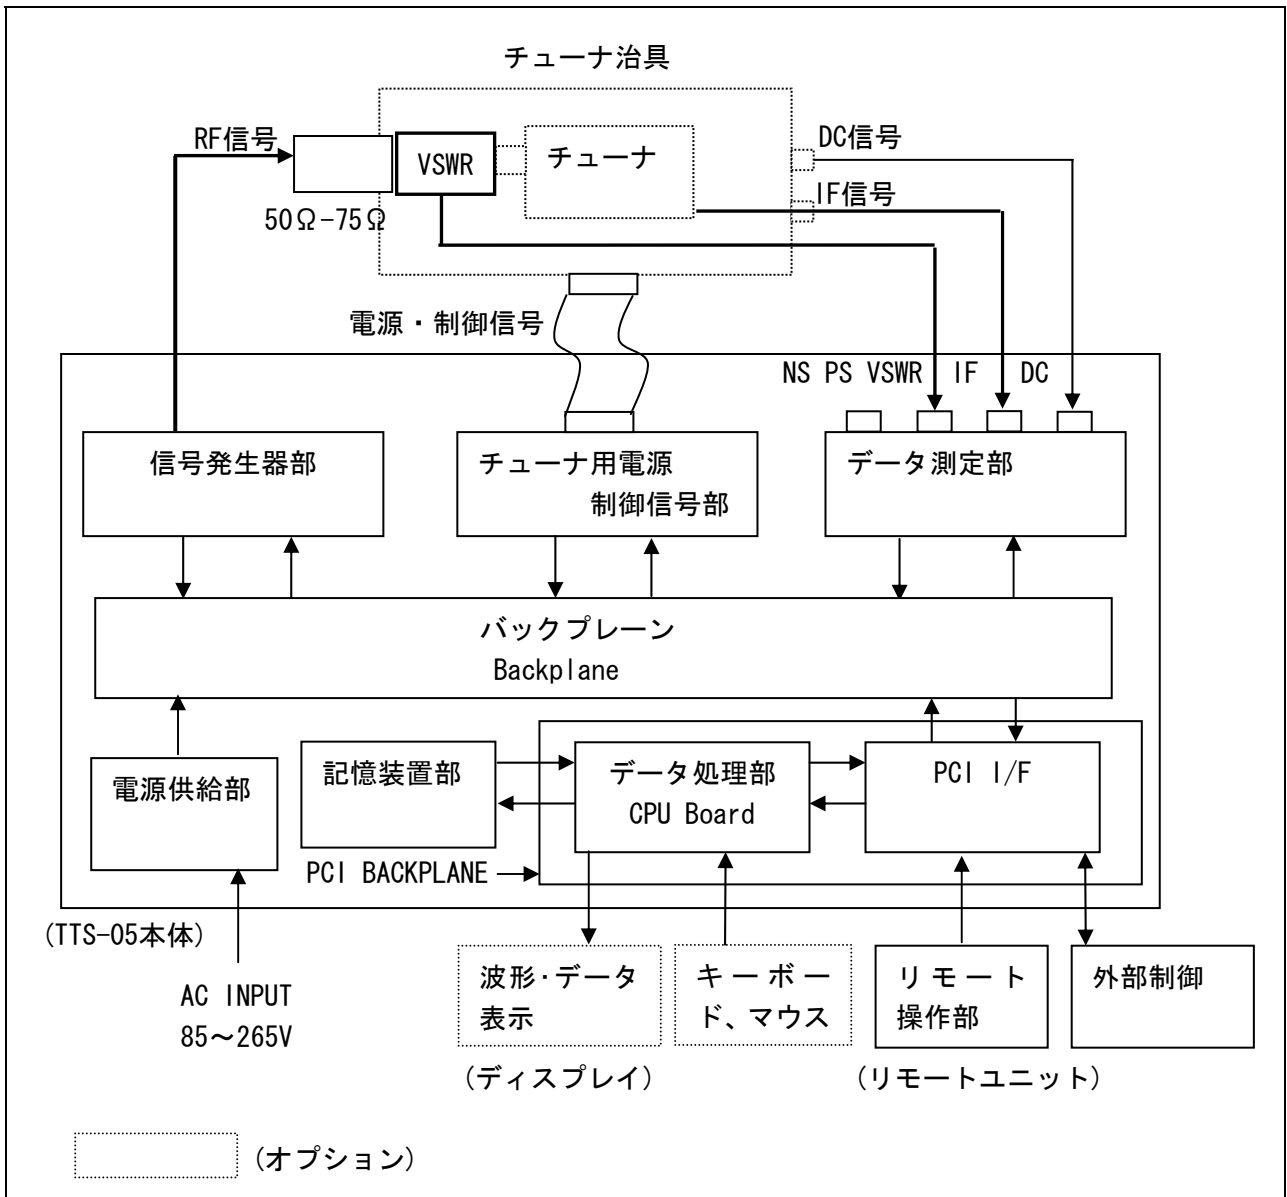 チューナ治具
RF信号
VSWR
チューナ
DC信号
IF信号
50Ω-75Ω
電源・制御信号
NS PS VSWR IF DC
信号発生器部
チューナ用電源
制御信号部
データ測定部
バックプレーン
Backplane
電源供給部
記憶装置部
データ処理部
CPU Board
PCI I/F
PCI BACKPLANE
(TTS-05本体)
AC INPUT
85~265V
波形・データ
表示
キーボー
ド、マウス
リモート
操作部
外部制御
(ディスプレイ)
(リモートユニット)
(オプション)